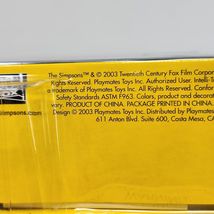 The Simpsons™ & © 2003 Twentieth Century Fox Film Corpor
Rights Reserved. Playmates Toys Inc. Authorized User. Intelli-T
a trademark of Playmates Toys Inc. All Rights Reserved. Confor
Safety Standards ASTM F963. Colors, product and decorat
vary. PRODUCT OF CHINA. PACKAGE PRINTED IN CHINA.
Design © 2003 Playmates Toys Inc. Distributed by Playmates
611 Anton Blvd. Suite 600, Costa Mesa, CA
simpsons.com